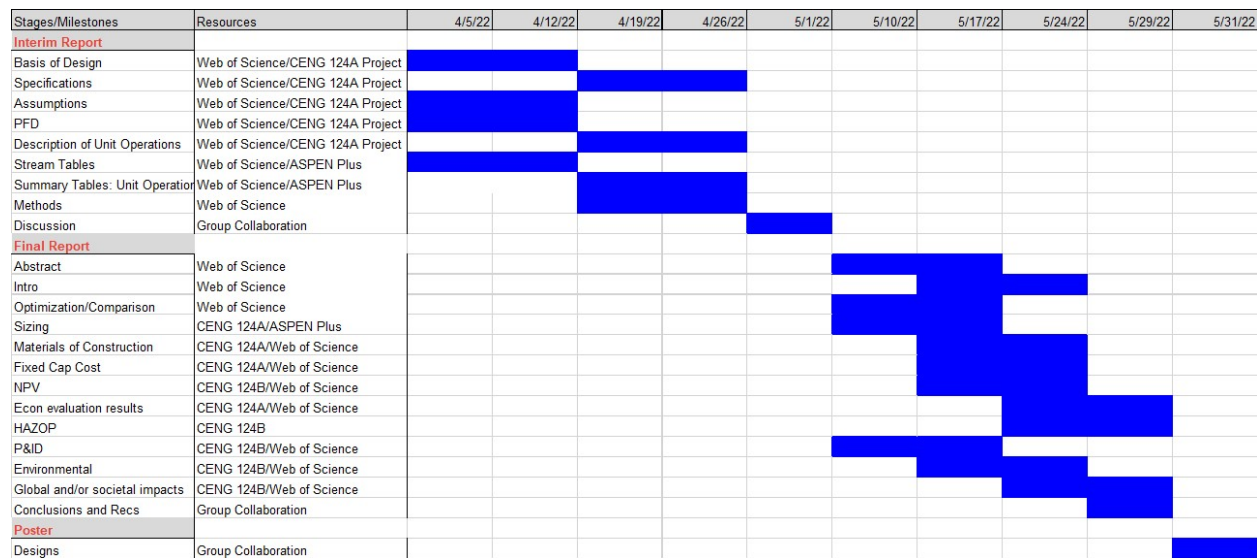 Stages/Milestones Resources 4/5/22 4/12/22 4/19/22 4/26/22 5/1/22 5/10/22 5/17/22 5/24/22 5/29/22 5/31/22
Interim Report
Basis of Design Web of Science/CENG 124A Project
Specifications Web of Science/CENG 124A Project
Assumptions Web of Science/CENG 124A Project
PFD Web of Science/CENG 124A Project
Description of Unit Operations Web of Science/CENG 124A Project
Stream Tables Web of Science/ASPEN Plus
Summary Tables: Unit Operation Web of Science/ASPEN Plus
Methods Web of Science
Discussion Group Collaboration
Final Report
Abstract Web of Science
Intro Web of Science
Optimization/Comparison Web of Science
Sizing CENG 124A/ASPEN Plus
Materials of Construction CENG 124A/Web of Science
Fixed Cap Cost CENG 124A/Web of Science
NPV CENG 124B/Web of Science
Econ evaluation results CENG 124A/Web of Science
HAZOP CENG 124B
P&ID CENG 124B/Web of Science
Environmental CENG 124B/Web of Science
Global and/or societal impacts CENG 124B/Web of Science
Conclusions and Recs Group Collaboration
Poster
Designs Group Collaboration